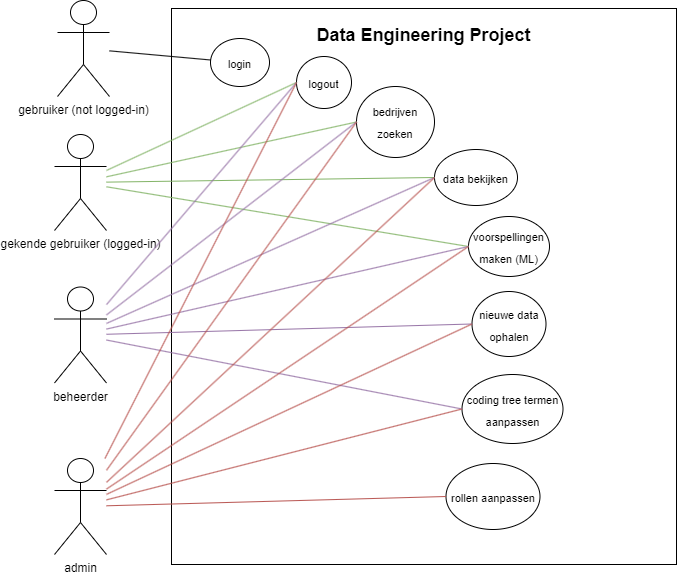 Data Engineering Project
login
gebruiker (not logged-in)
logout
bedrijven
zoeken
data bekijken
gekende gebruiker (logged-in)
voorspellingen
maken (ML)
nieuwe data
ophalen
beheerder
coding tree termen
aanpassen
rollen aanpassen
admin